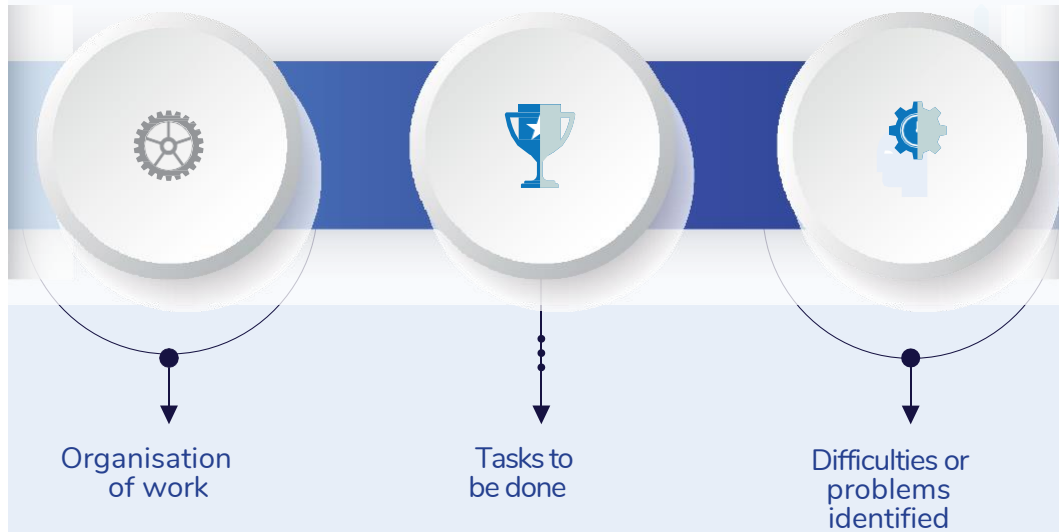 Organisation
of work
Tasks to
be done
Difficulties or
problems
identified